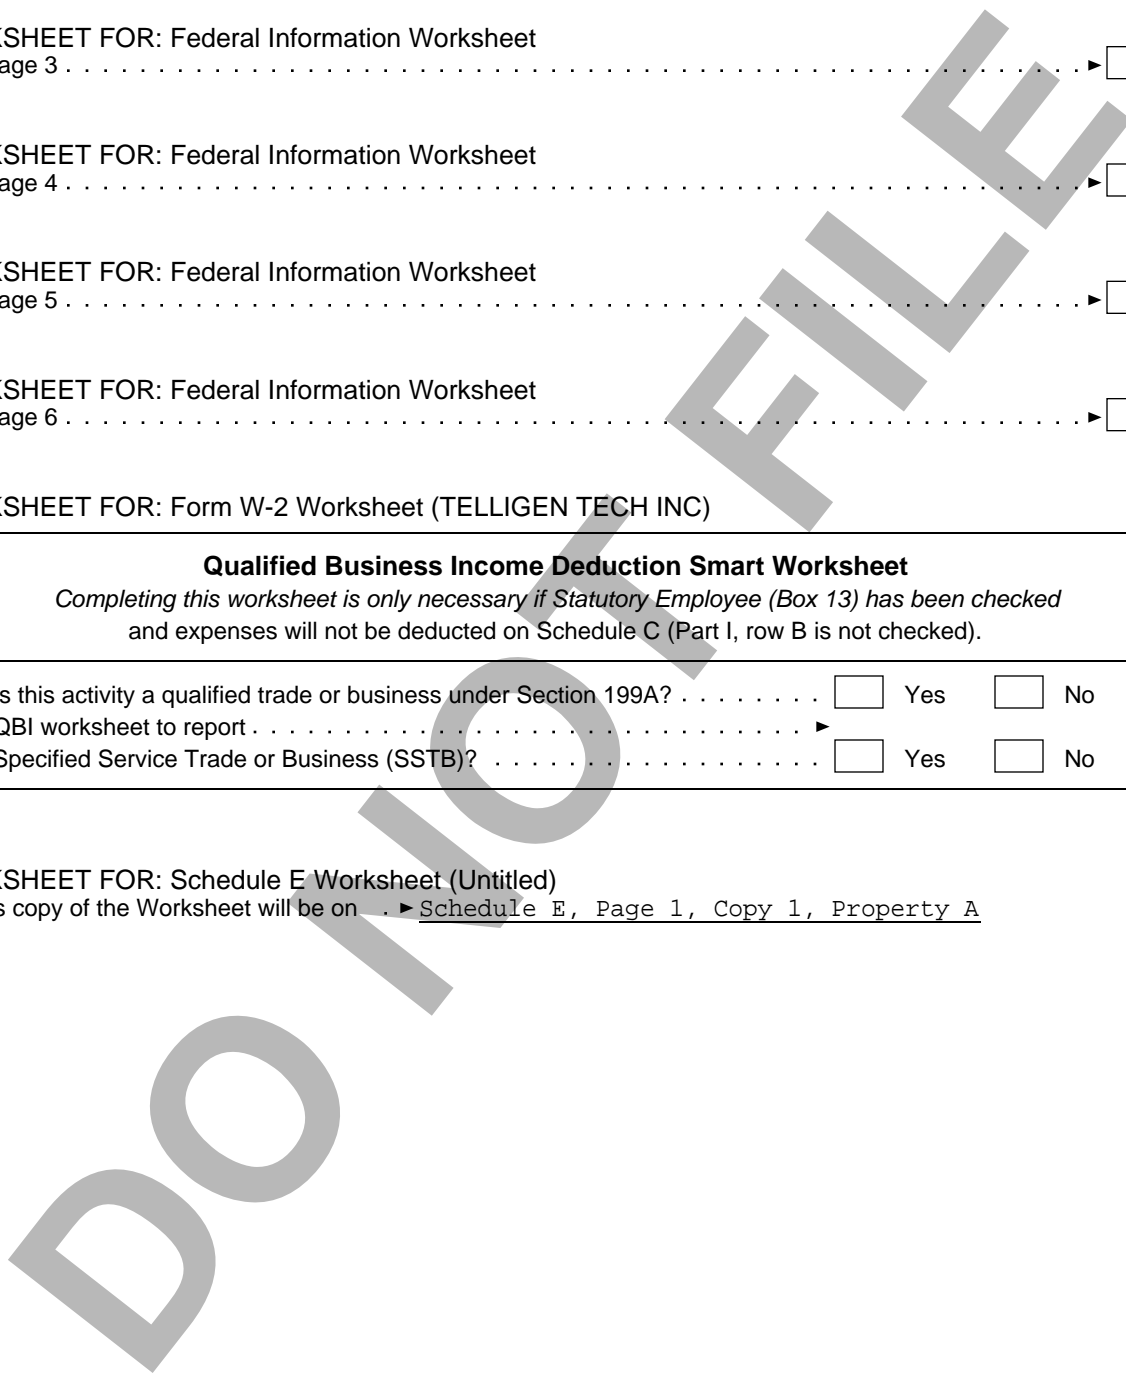 KSHEET FOR: Federal Information Worksheet
age 3 . . . . . . . . . . . . . . . . . . . . . . . . . . . . . . . . . . . . . . . . . . . . . . . . . . . . . . . ►
KSHEET FOR: Federal Information Worksheet
age 4 . . . . . . . . . . . . . . . . . . . . . . . . . . . . . . . . . . . . . . . . . . . . . . . . . . . . . . . ►
KSHEET FOR: Federal Information Worksheet
age 5 . . . . . . . . . . . . . . . . . . . . . . . . . . . . . . . . . . . . . . . . . . . . . . . . . . . . . . . ►
KSHEET FOR: Federal Information Worksheet
age 6 . . . . . . . . . . . . . . . . . . . . . . . . . . . . . . . . . . . . . . . . . . . . . . . . . . . . . . . ►
KSHEET FOR: Form W-2 Worksheet (TELLIGEN TECH INC)
Qualified Business Income Deduction Smart Worksheet
Completing this worksheet is only necessary if Statutory Employee (Box 13) has been checked
and expenses will not be deducted on Schedule C (Part I, row B is not checked).
s this activity a qualified trade or business under Section 199A? . . . . . . . . Yes No
QBI worksheet to report . . . . . . . . . . . . . . . . . . . . . . . . . . . . . . ►
Specified Service Trade or Business (SSTB)? . . . . . . . . . . . . . . . . . . Yes No
KSHEET FOR: Schedule E Worksheet (Untitled)
s copy of the Worksheet will be on . ► Schedule E, Page 1, Copy 1, Property A
DO NOT FILE